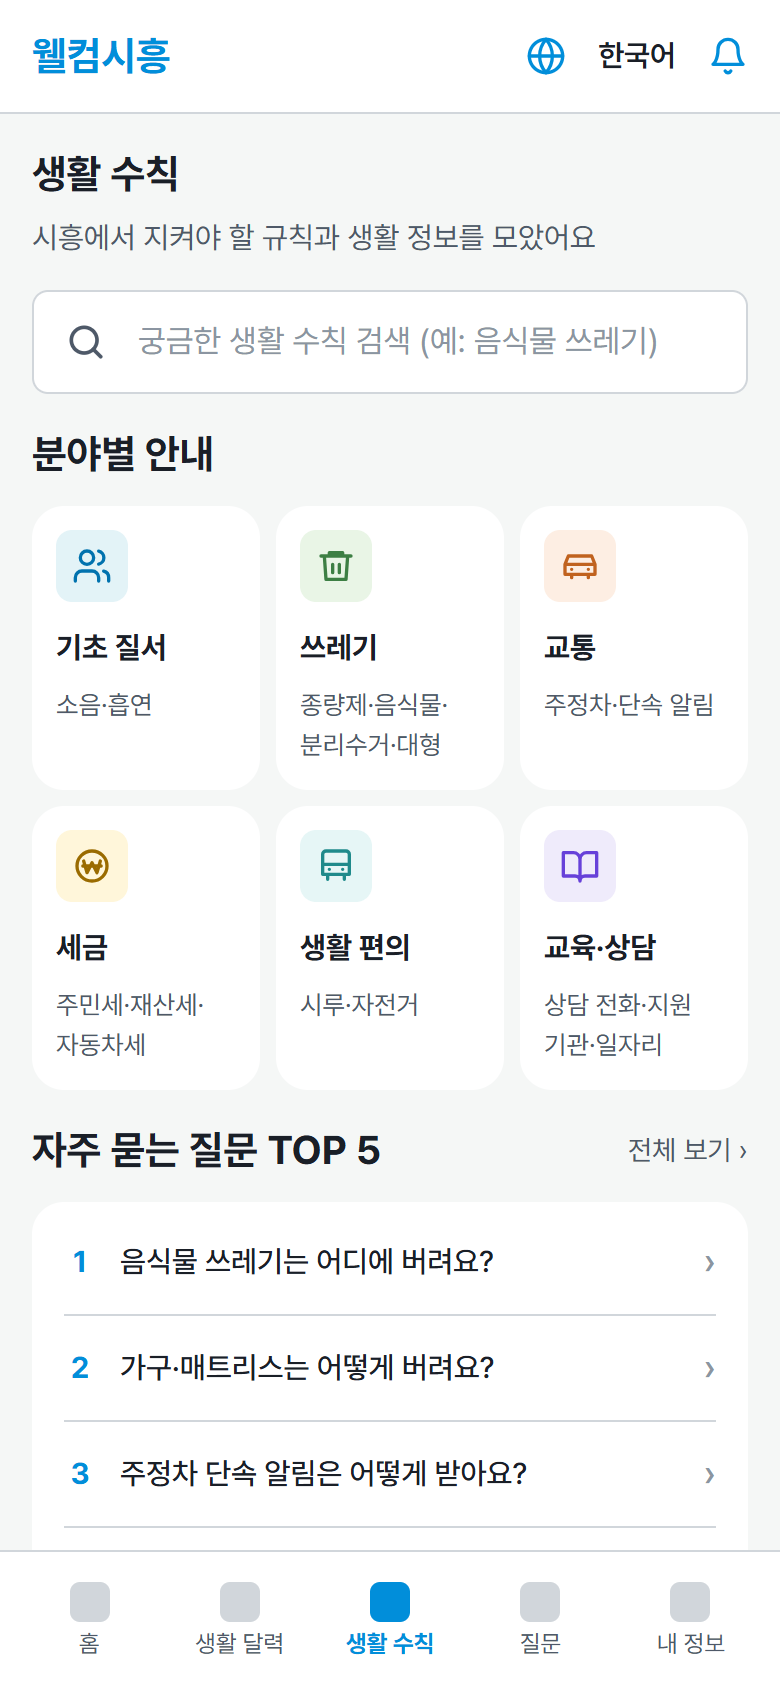 웰컴시흥
한국어
생활 수칙
시흥에서 지켜야 할 규칙과 생활 정보를 모았어요
궁금한 생활 수칙 검색 (예: 음식물 쓰레기)
분야별 안내
기초 질서
소음·흡연
쓰레기
종량제·음식물·
분리수거·대형
교통
주정차·단속 알림
세금
주민세·재산세·
자동차세
생활 편의
시루·자전거
교육·상담
상담 전화·지원
기관·일자리
자주 묻는 질문 TOP 5
전체 보기 ›
1 음식물 쓰레기는 어디에 버려요? ›
2 가구·매트리스는 어떻게 버려요? ›
3 주정차 단속 알림은 어떻게 받아요? ›
홈
생활 달력
생활 수칙
질문
내 정보